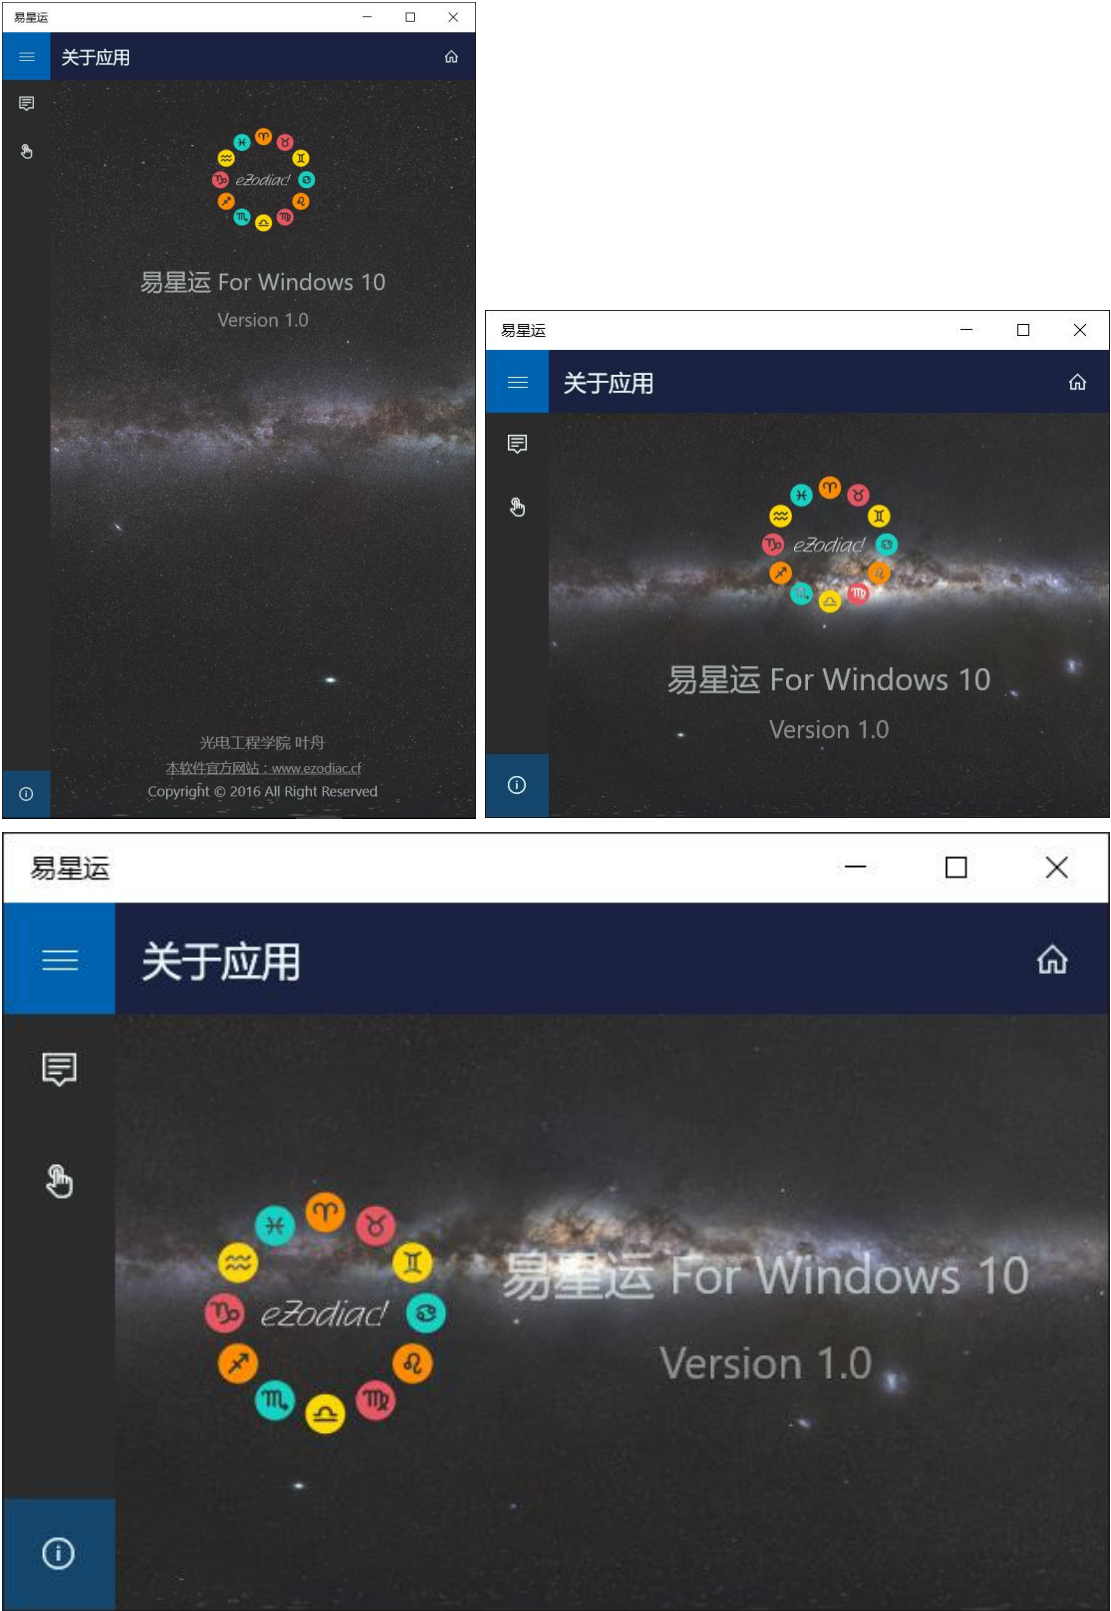 易星运
关于应用
eZodiac!
易星运 For Windows 10
Version 1.0
光电工程学院 叶舟
本软件官方网站：www.ezodiac.cf
Copyright © 2016 All Right Reserved
易星运
关于应用
eZodiac!
易星运 For Windows 10
Version 1.0
易星运
关于应用
eZodiac!
易星运 For Windows 10
Version 1.0